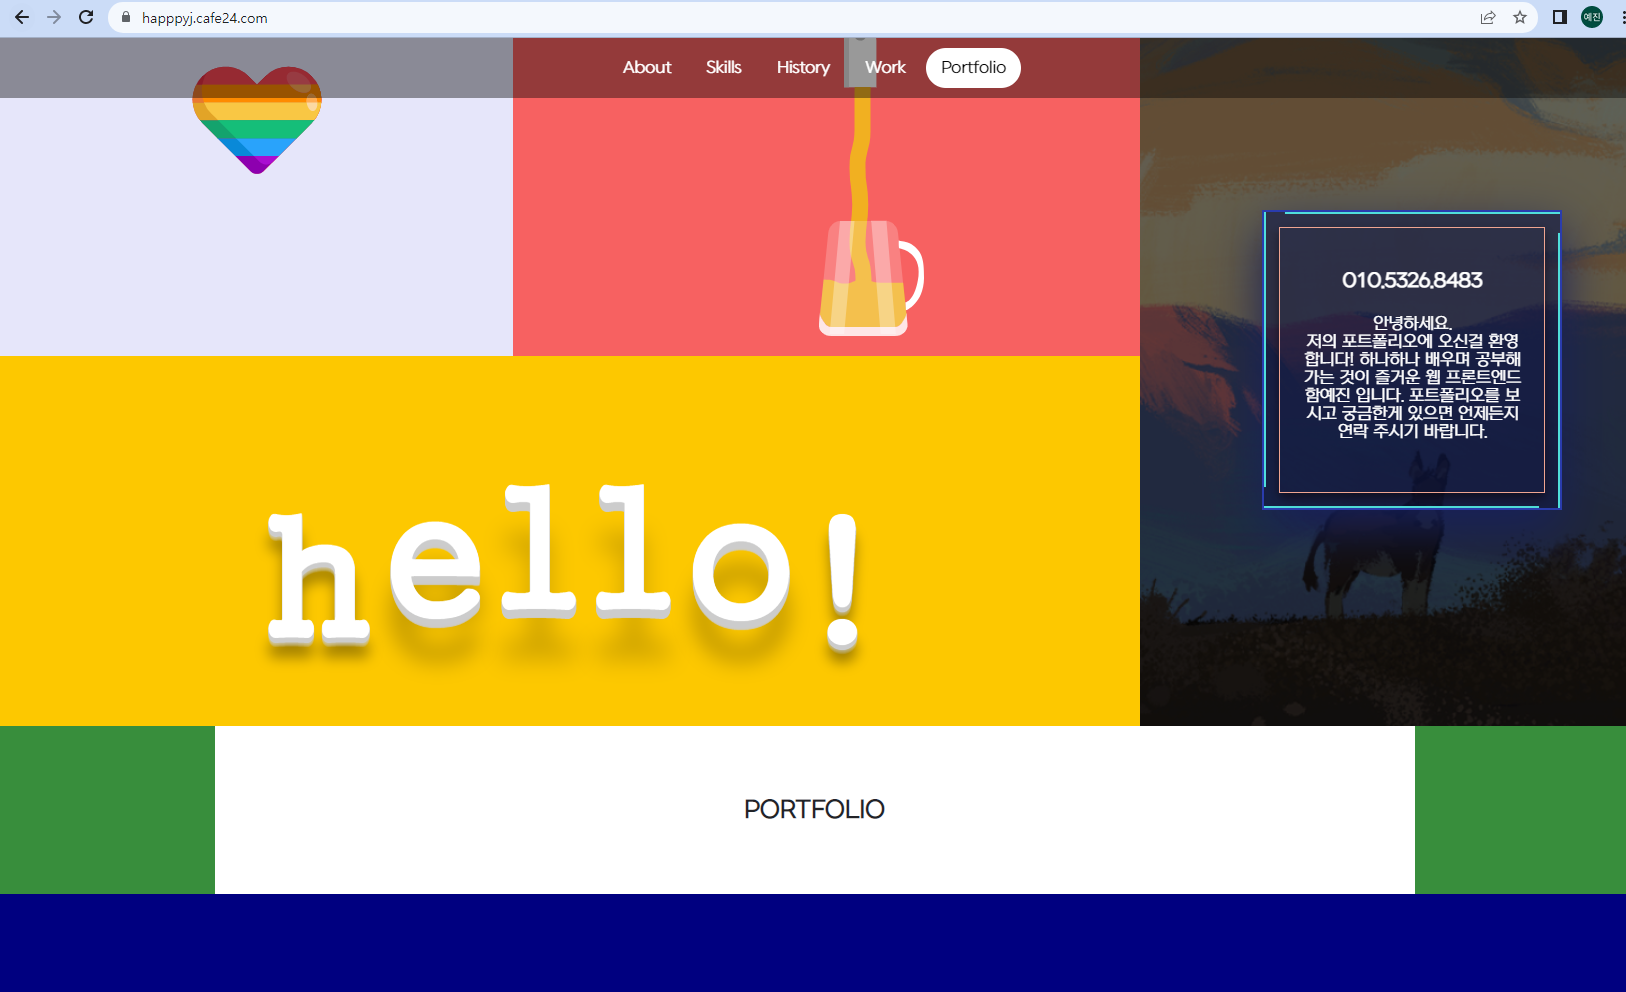 happpyj.cafe24.com
예진
About Skills History Work Portfolio
010.5326.8483
안녕하세요.
저의 포트폴리오에 오신걸 환영
합니다! 하나하나 배우며 공부해
가는 것이 즐거운 웹 프론트엔드
함예진 입니다. 포트폴리오를 보
시고 궁금한게 있으면 언제든지
연락 주시기 바랍니다.
hello!
PORTFOLIO